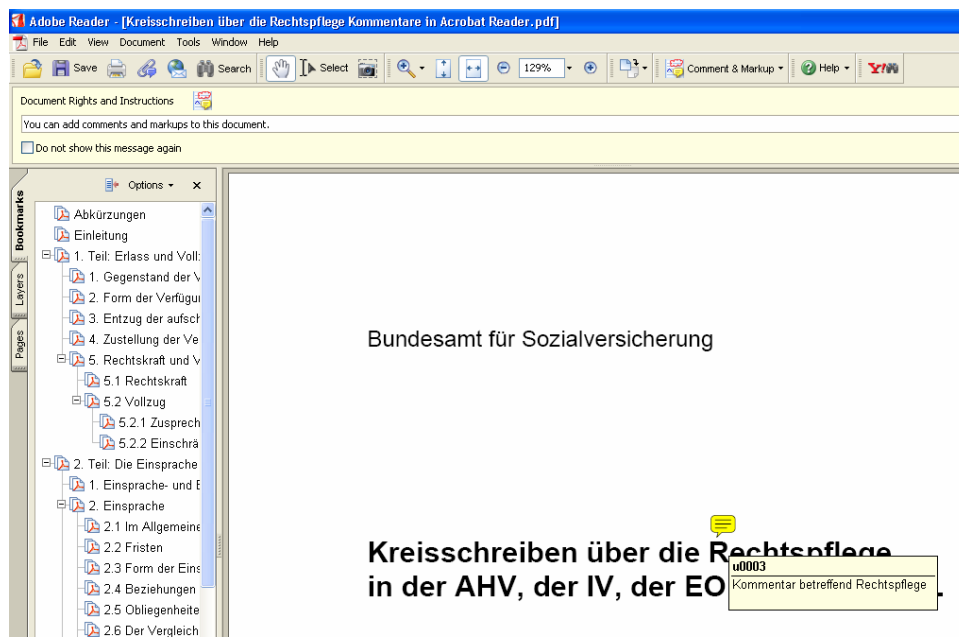 Adobe Reader - [Kreisschreiben über die Rechtspflege Kommentare in Acrobat Reader.pdf]
File Edit View Document Tools Window Help
Save Search Select 129% Comment & Markup Help Y!
Document Rights and Instructions
You can add comments and markups to this document.
Do not show this message again
Options x
Bookmarks
Layers
Pages
Abkürzungen
Einleitung
1. Teil: Erlass und Voll:
1. Gegenstand der V
2. Form der Verfügu
3. Entzug der aufsch
4. Zustellung der Ve
5. Rechtskraft und V
5.1 Rechtskraft
5.2 Vollzug
5.2.1 Zusprech
5.2.2 Einschrä
2. Teil: Die Einsprache
1. Einsprache- und E
2. Einsprache
2.1 Im Allgemeine
2.2 Fristen
2.3 Form der Eins
2.4 Beziehungen
2.5 Obliegenheite
2.6 Der Vergleich
Bundesamt für Sozialversicherung
Kreisschreiben über die Rechtspflege
in der AHV, der IV, der EO
u0003
Kommentar betreffend Rechtspflege